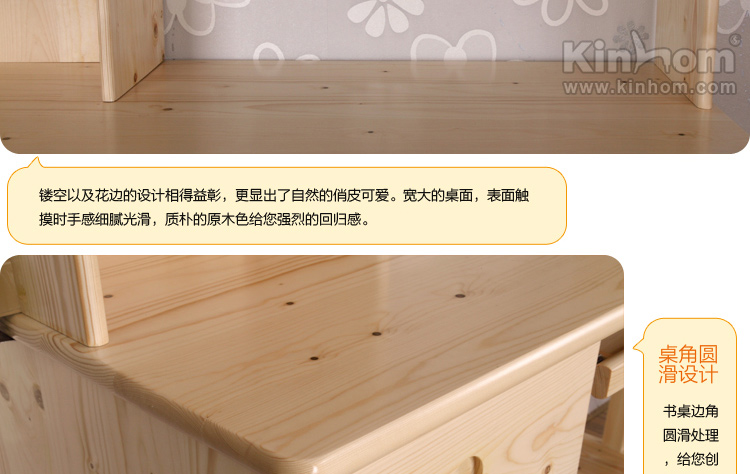 Kinhom
www.kinhom.com
镂空以及花边的设计相得益彰，更显出了自然的俏皮可爱。宽大的桌面，表面触
摸时手感细腻光滑，质朴的原木色给您强烈的回归感。
桌角圆
滑设计
书桌边角
圆滑处理
，给您创